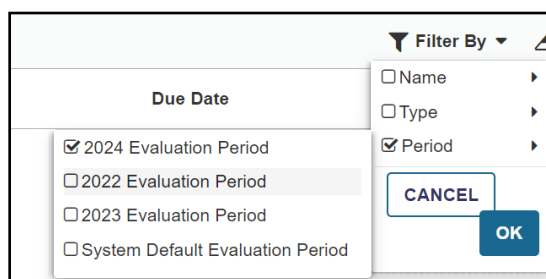 Filter By
Due Date
Name
Type
Period
2024 Evaluation Period
2022 Evaluation Period
2023 Evaluation Period
System Default Evaluation Period
CANCEL
OK